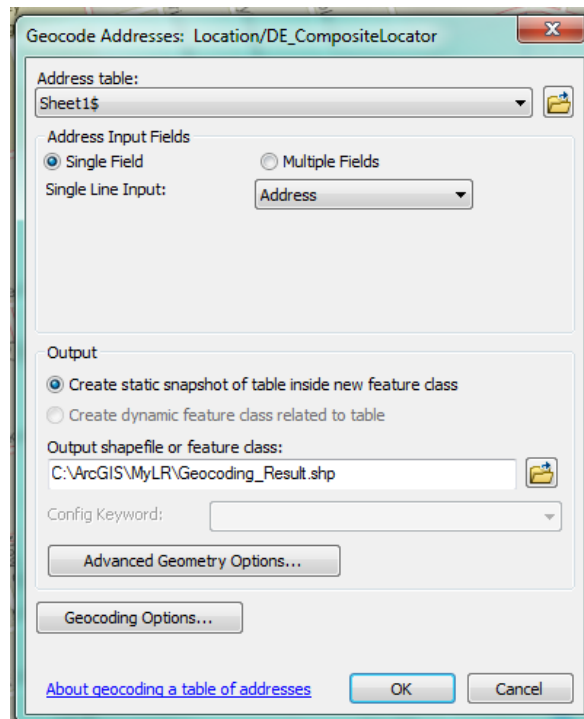 Geocode Addresses: Location/DE_CompositeLocator
Address table:
Sheet1$
Address Input Fields
Single Field Multiple Fields
Single Line Input: Address
Output
Create static snapshot of table inside new feature class
Create dynamic feature class related to table
Output shapefile or feature class:
C:\ArcGIS\MyLR\Geocoding_Result.shp
Config Keyword:
Advanced Geometry Options...
Geocoding Options...
About geocoding a table of addresses OK Cancel